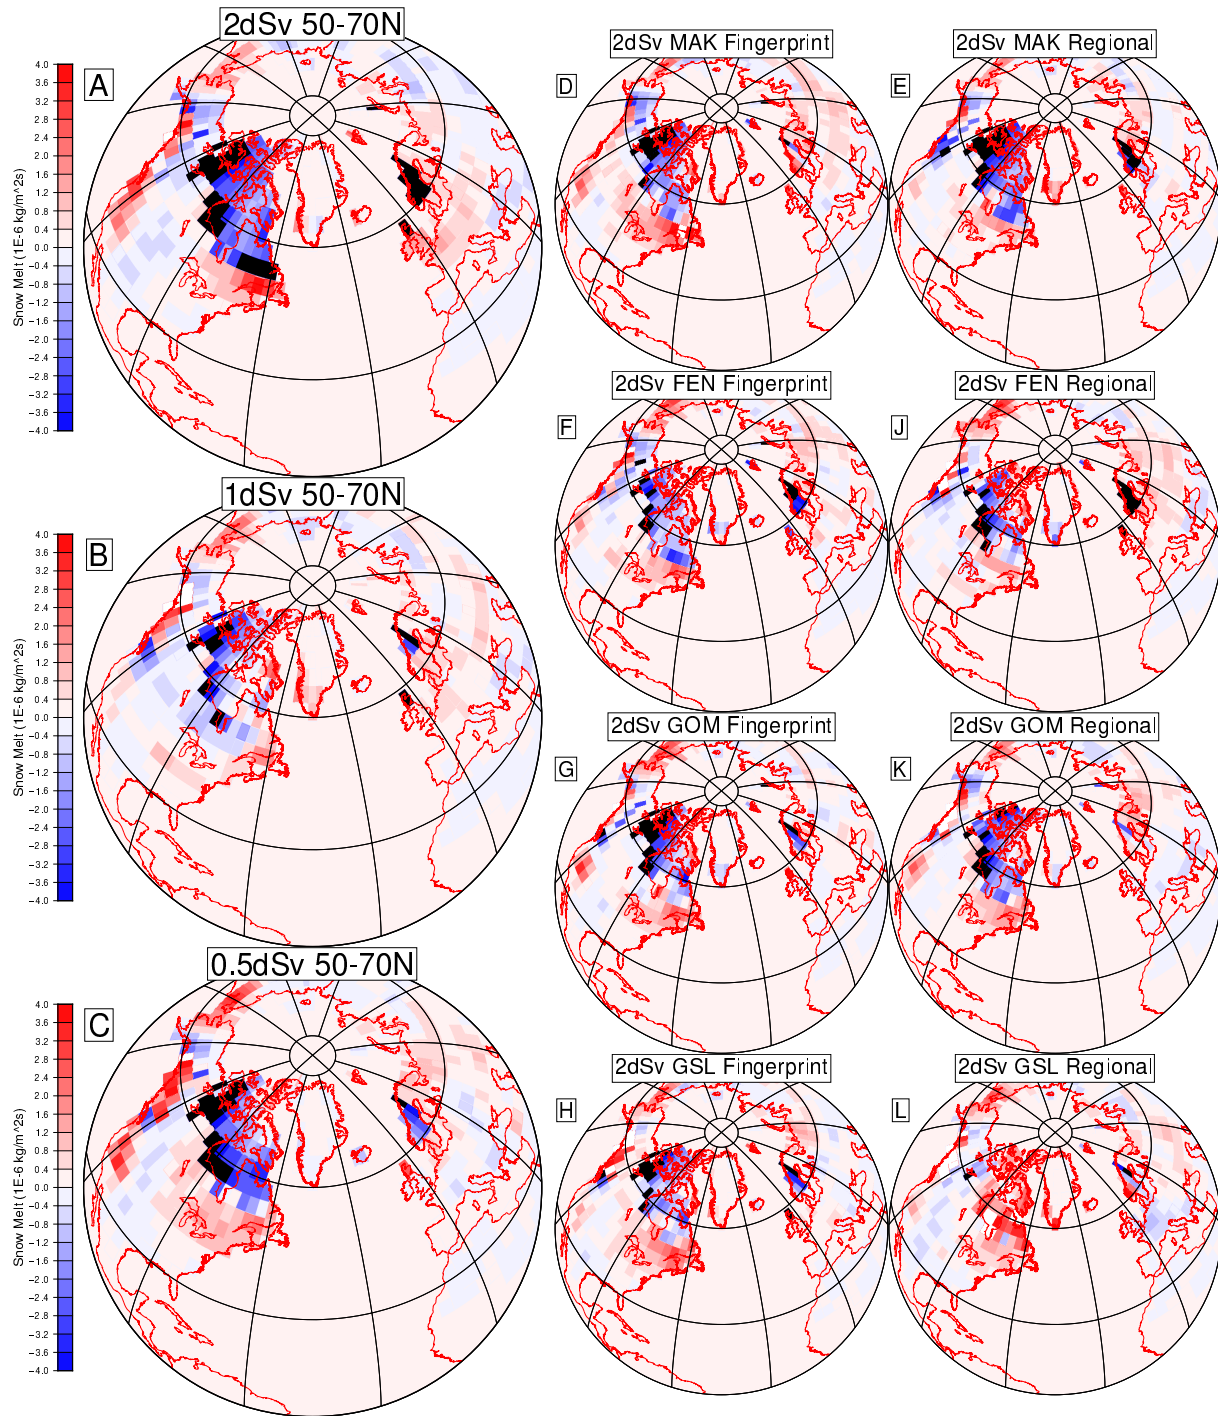 2dSv 50-70N
A
4.0
3.6
3.2
2.8
2.4
2.0
1.6
1.2
0.8
0.4
0.0
−0.4
−0.8
−1.2
−1.6
−2.0
−2.4
−2.8
−3.2
−3.6
−4.0
Snow Melt (1E-6 kg/m^2s)
1dSv 50-70N
B
4.0
3.6
3.2
2.8
2.4
2.0
1.6
1.2
0.8
0.4
0.0
−0.4
−0.8
−1.2
−1.6
−2.0
−2.4
−2.8
−3.2
−3.6
−4.0
Snow Melt (1E-6 kg/m^2s)
0.5dSv 50-70N
C
4.0
3.6
3.2
2.8
2.4
2.0
1.6
1.2
0.8
0.4
0.0
−0.4
−0.8
−1.2
−1.6
−2.0
−2.4
−2.8
−3.2
−3.6
−4.0
Snow Melt (1E-6 kg/m^2s)
2dSv MAK Fingerprint
D
2dSv MAK Regional
E
2dSv FEN Fingerprint
F
2dSv FEN Regional
J
2dSv GOM Fingerprint
G
2dSv GOM Regional
K
2dSv GSL Fingerprint
H
2dSv GSL Regional
L